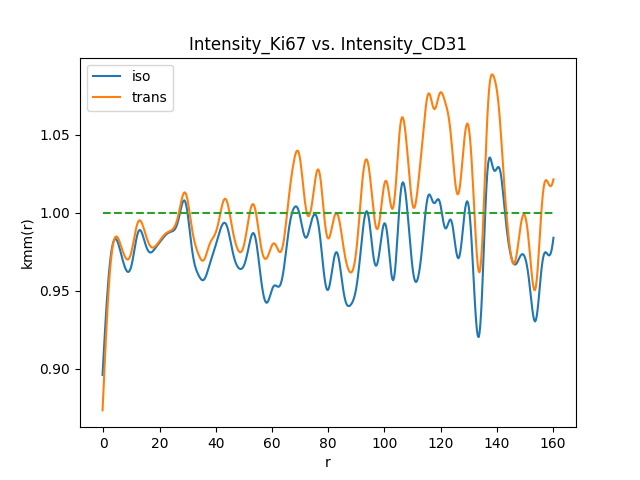 Intensity_Ki67 vs. Intensity_CD31
iso
trans
1.05
1.00
0.95
0.90
kmm(r)
0 20 40 60 80 100 120 140 160
r